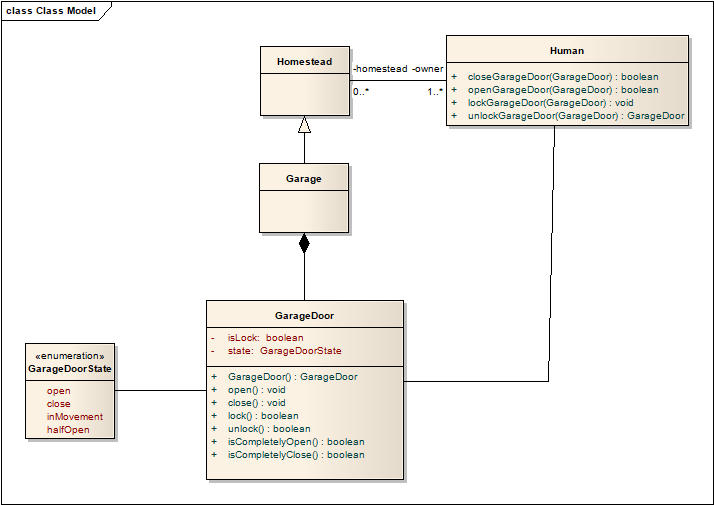 class Class Model
Homestead
-homestead -owner
0..* 1..*
Human
+ closeGarageDoor(GarageDoor) : boolean
+ openGarageDoor(GarageDoor) : boolean
+ lockGarageDoor(GarageDoor) : void
+ unlockGarageDoor(GarageDoor) : GarageDoor
Garage
GarageDoor
- isLock: boolean
- state: GarageDoorState
+ GarageDoor() : GarageDoor
+ open() : void
+ close() : void
+ lock() : boolean
+ unlock() : boolean
+ isCompletelyOpen() : boolean
+ isCompletelyClose() : boolean
«enumeration»
GarageDoorState
open
close
inMovement
halfOpen